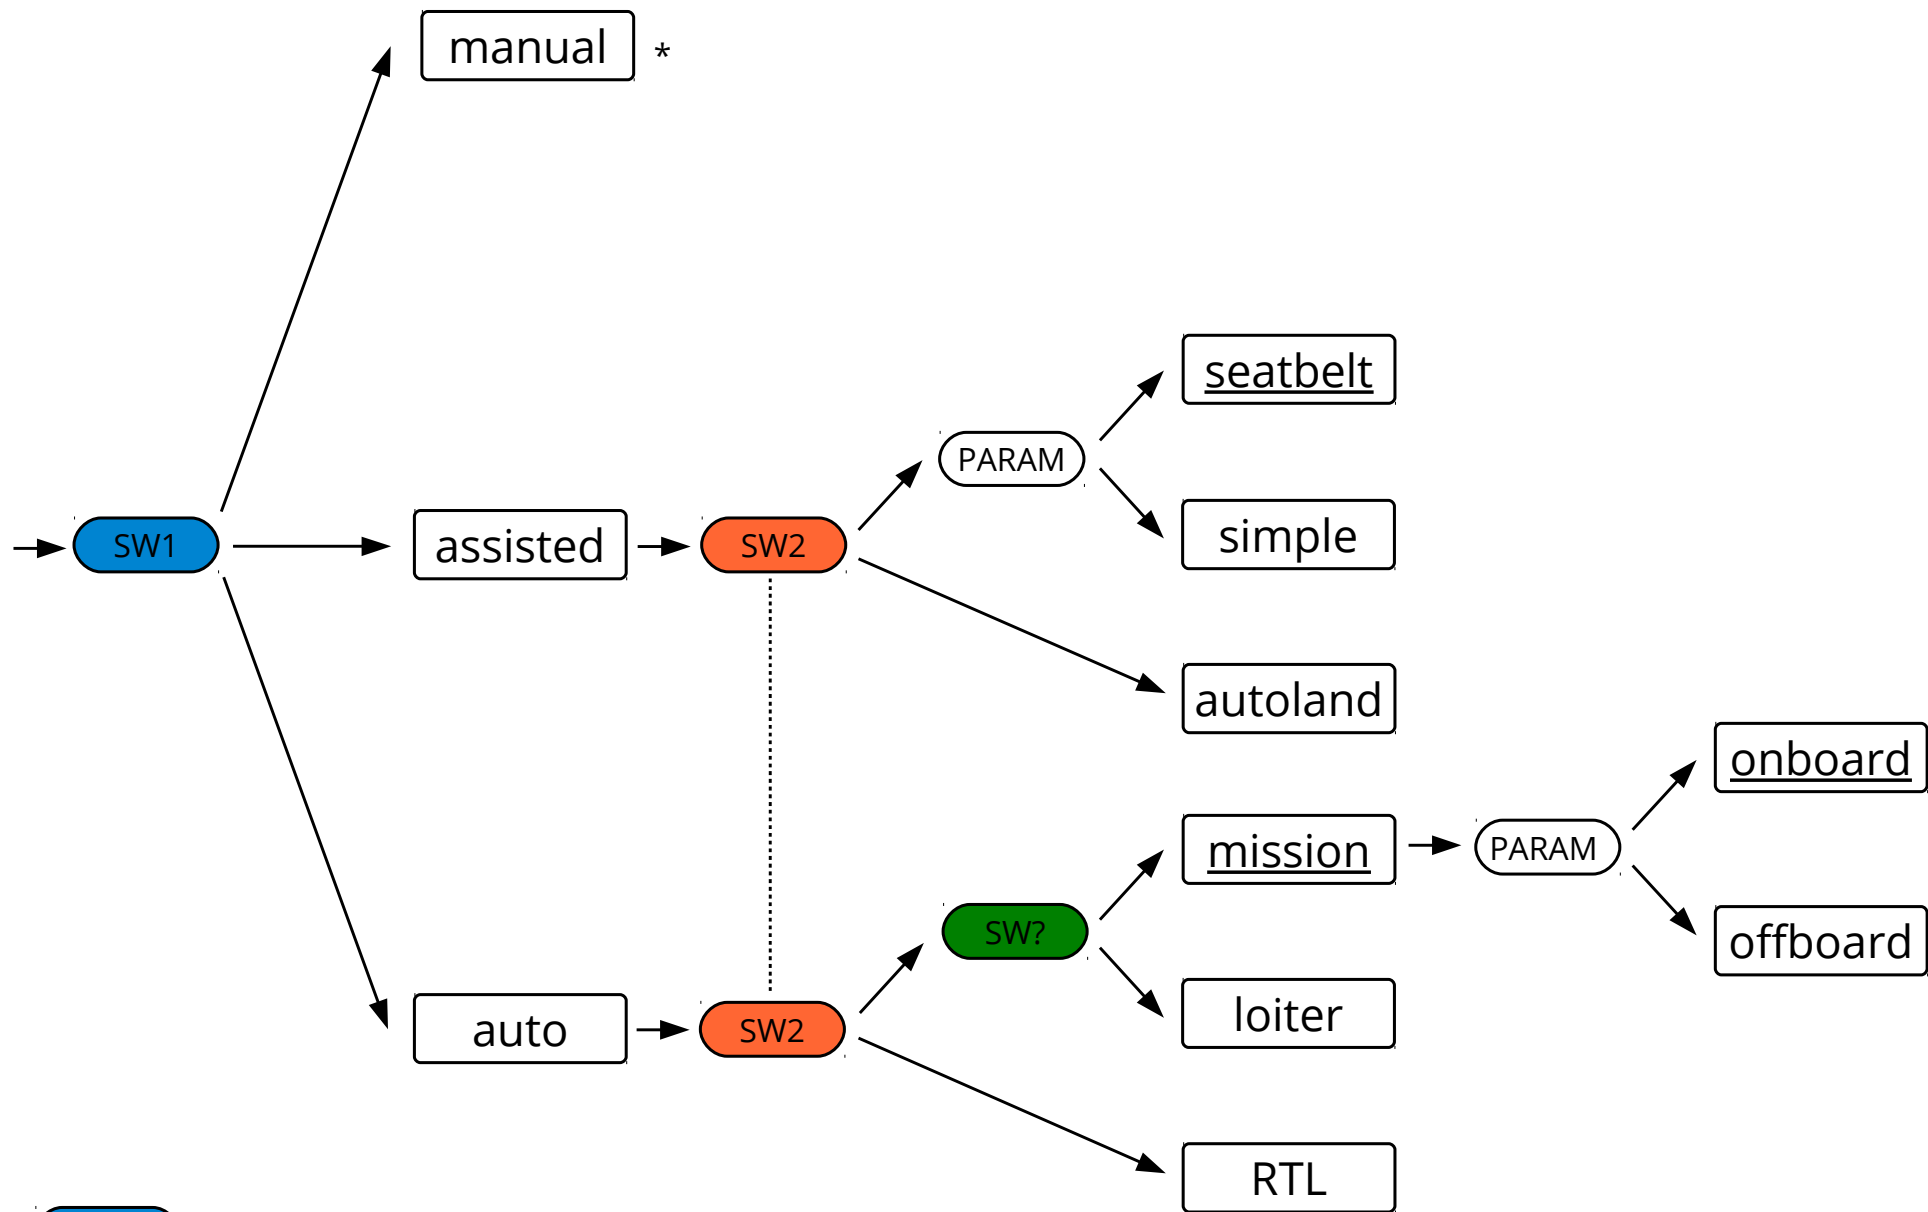 manual *
seatbelt
PARAM
simple
SW1
assisted
SW2
autoland
onboard
mission
PARAM
SW?
offboard
loiter
auto
SW2
RTL